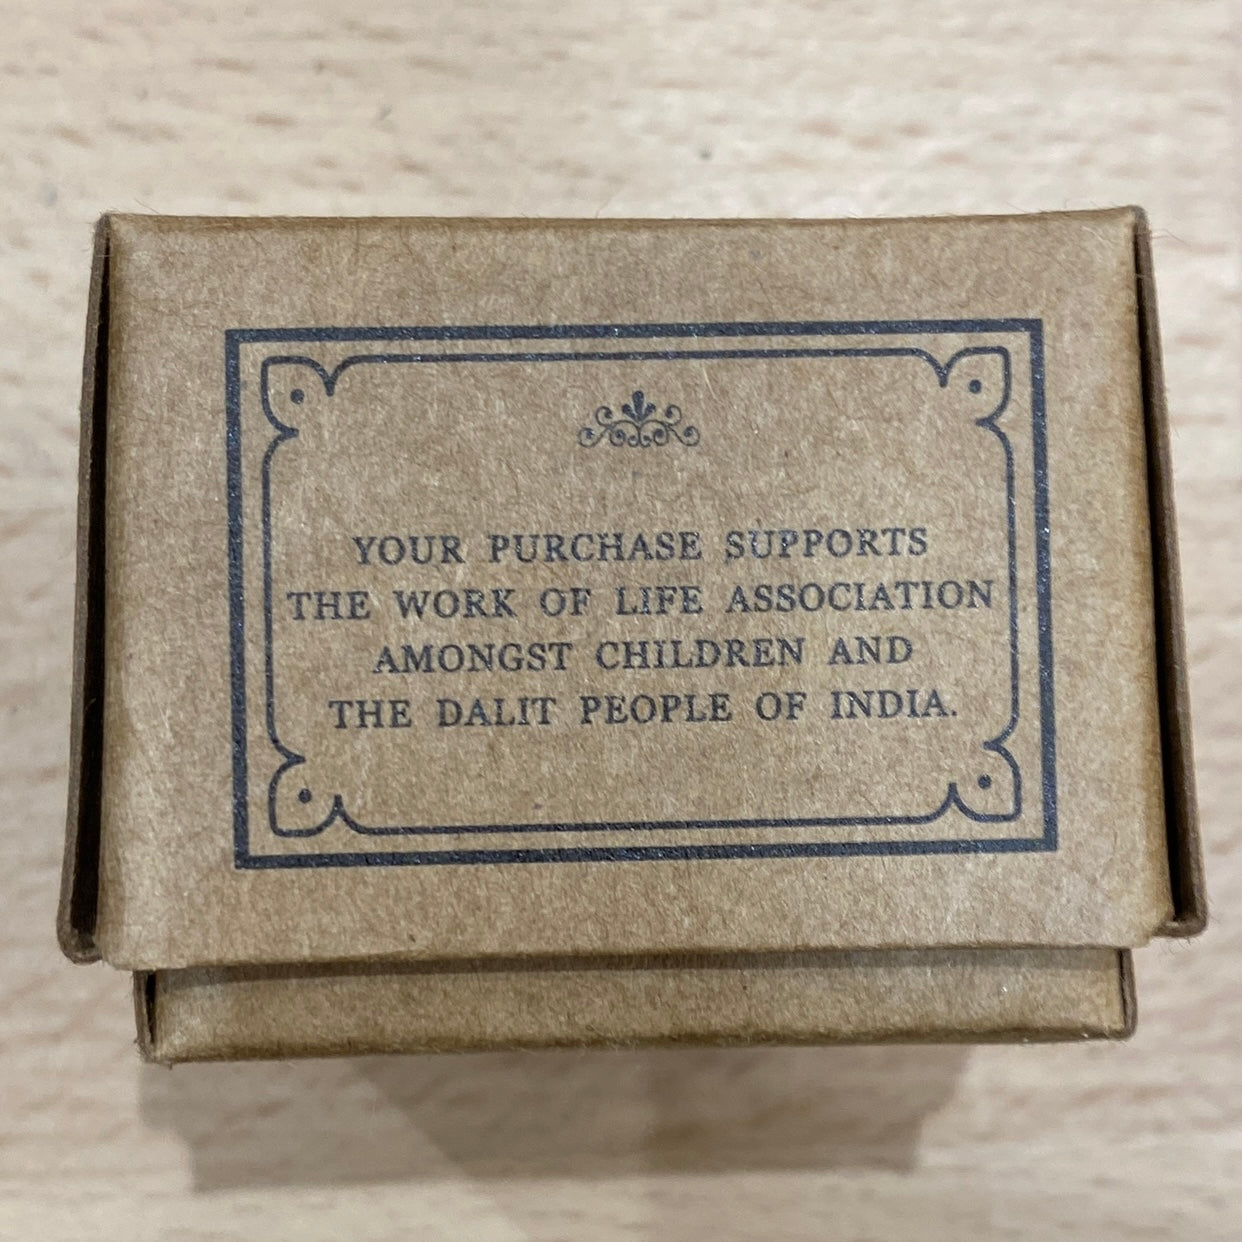 YOUR PURCHASE SUPPORTS
THE WORK OF LIFE ASSOCIATION
AMONGST CHILDREN AND
THE DALIT PEOPLE OF INDIA.